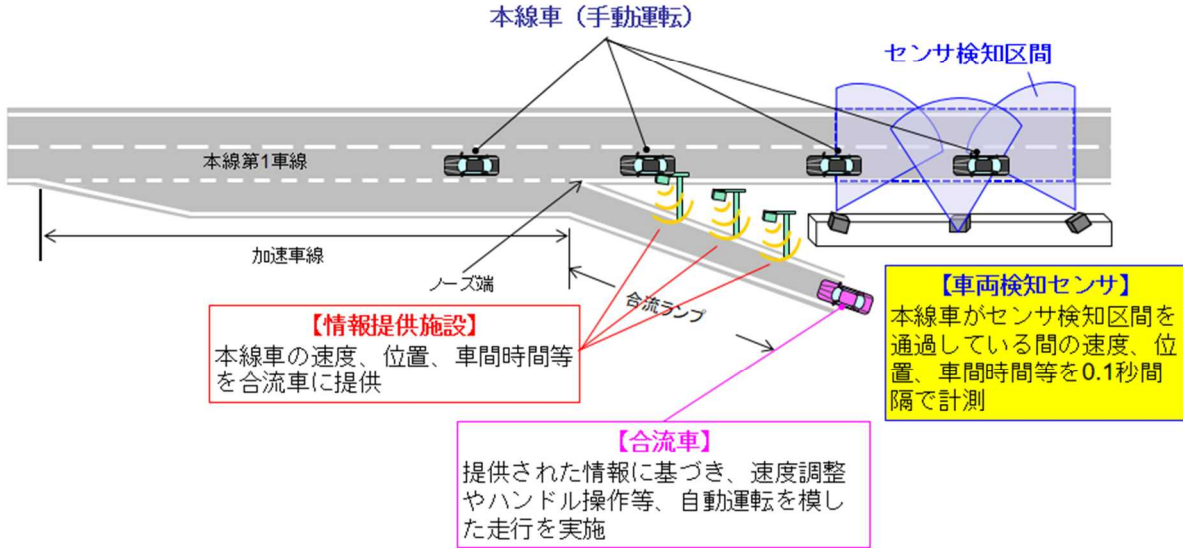 本線車（手動運転）
センサ検知区間
本線第1車線
加速車線
ノーズ端
合流ランプ
【情報提供施設】
本線車の速度、位置、車間時間等
を合流車に提供
【車両検知センサ】
本線車がセンサ検知区間を
通過している間の速度、位
置、車間時間等を0.1秒間
隔で計測
【合流車】
提供された情報に基づき、速度調整
やハンドル操作等、自動運転を模し
た走行を実施